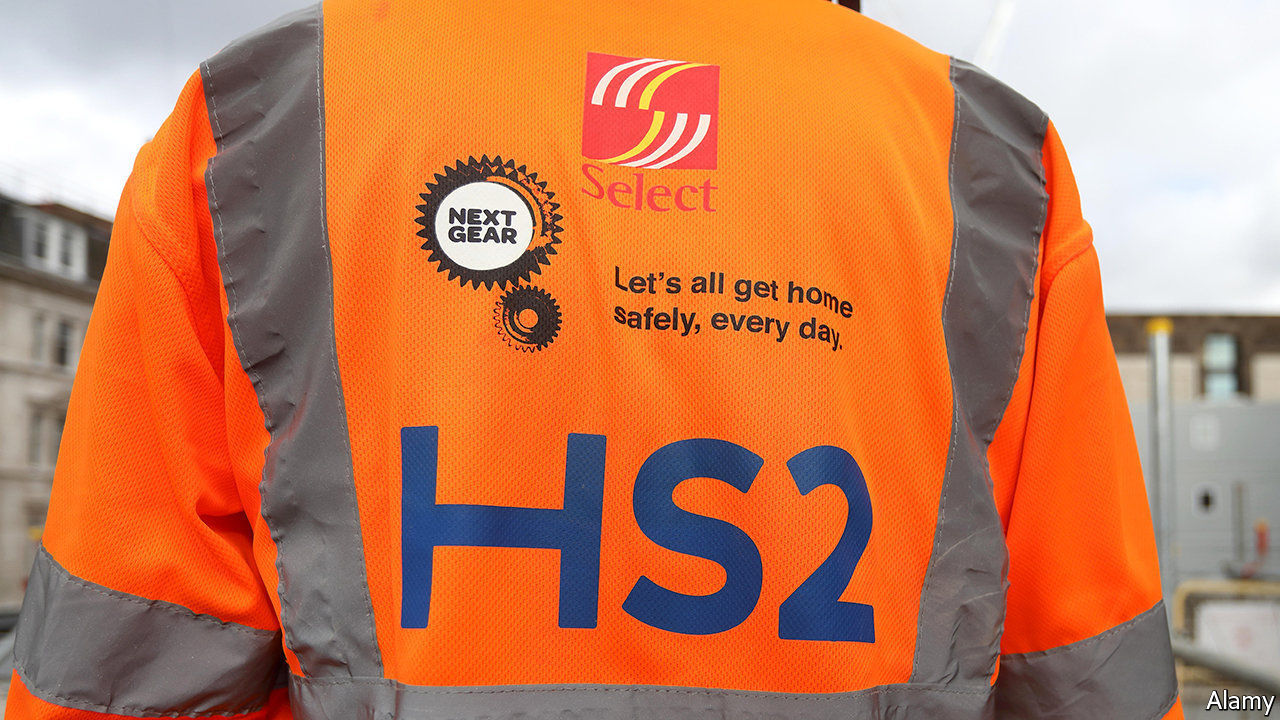 Select
NEXT
GEAR
Let's all get home
safely, every day.
HS2
Alamy